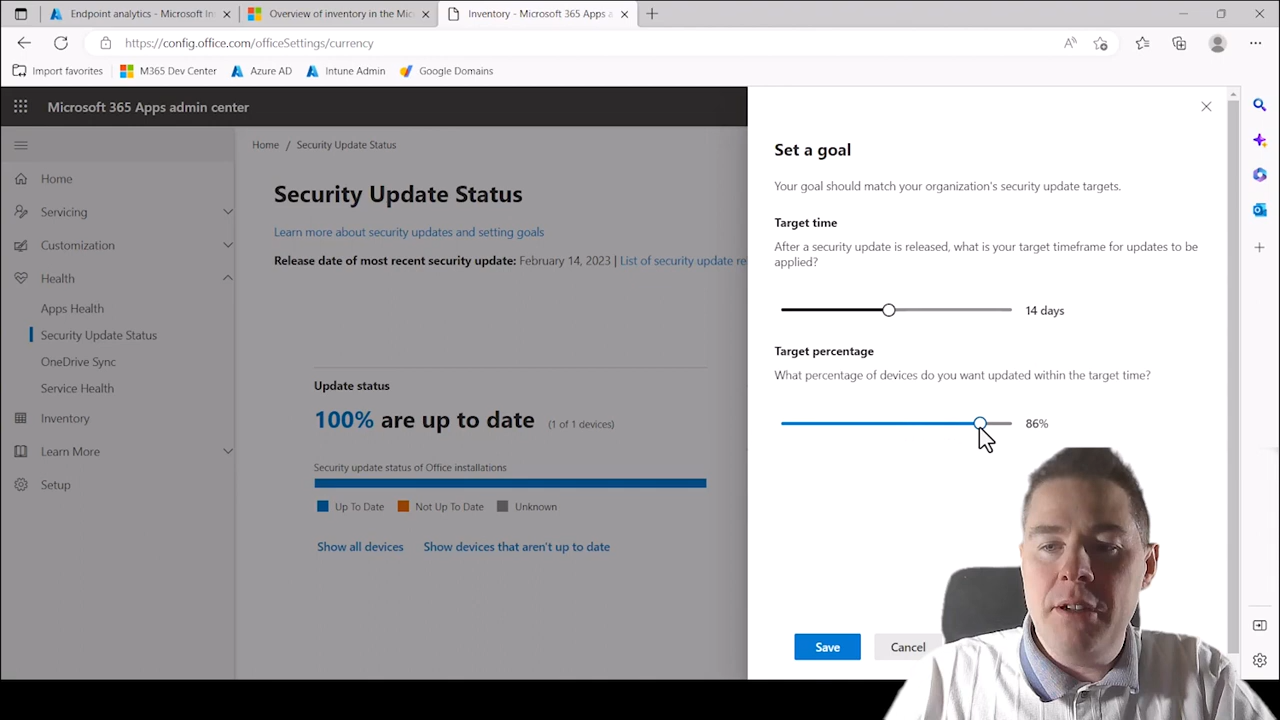 Endpoint analytics - Microsoft In
Overview of inventory in the Micr
Inventory - Microsoft 365 Apps a
https://config.office.com/officeSettings/currency
Import favorites
M365 Dev Center
Azure AD
Intune Admin
Google Domains
Microsoft 365 Apps admin center
Home
Servicing
Customization
Health
Apps Health
Security Update Status
OneDrive Sync
Service Health
Inventory
Learn More
Setup
Home / Security Update Status
Security Update Status
Learn more about security updates and setting goals
Release date of most recent security update: February 14, 2023 | List of security update re
Update status
100% are up to date (1 of 1 devices)
Security update status of Office installations
Up To Date
Not Up To Date
Unknown
Show all devices
Show devices that aren't up to date
Set a goal
Your goal should match your organization's security update targets.
Target time
After a security update is released, what is your target timeframe for updates to be
applied?
14 days
Target percentage
What percentage of devices do you want updated within the target time?
86%
Save
Cancel